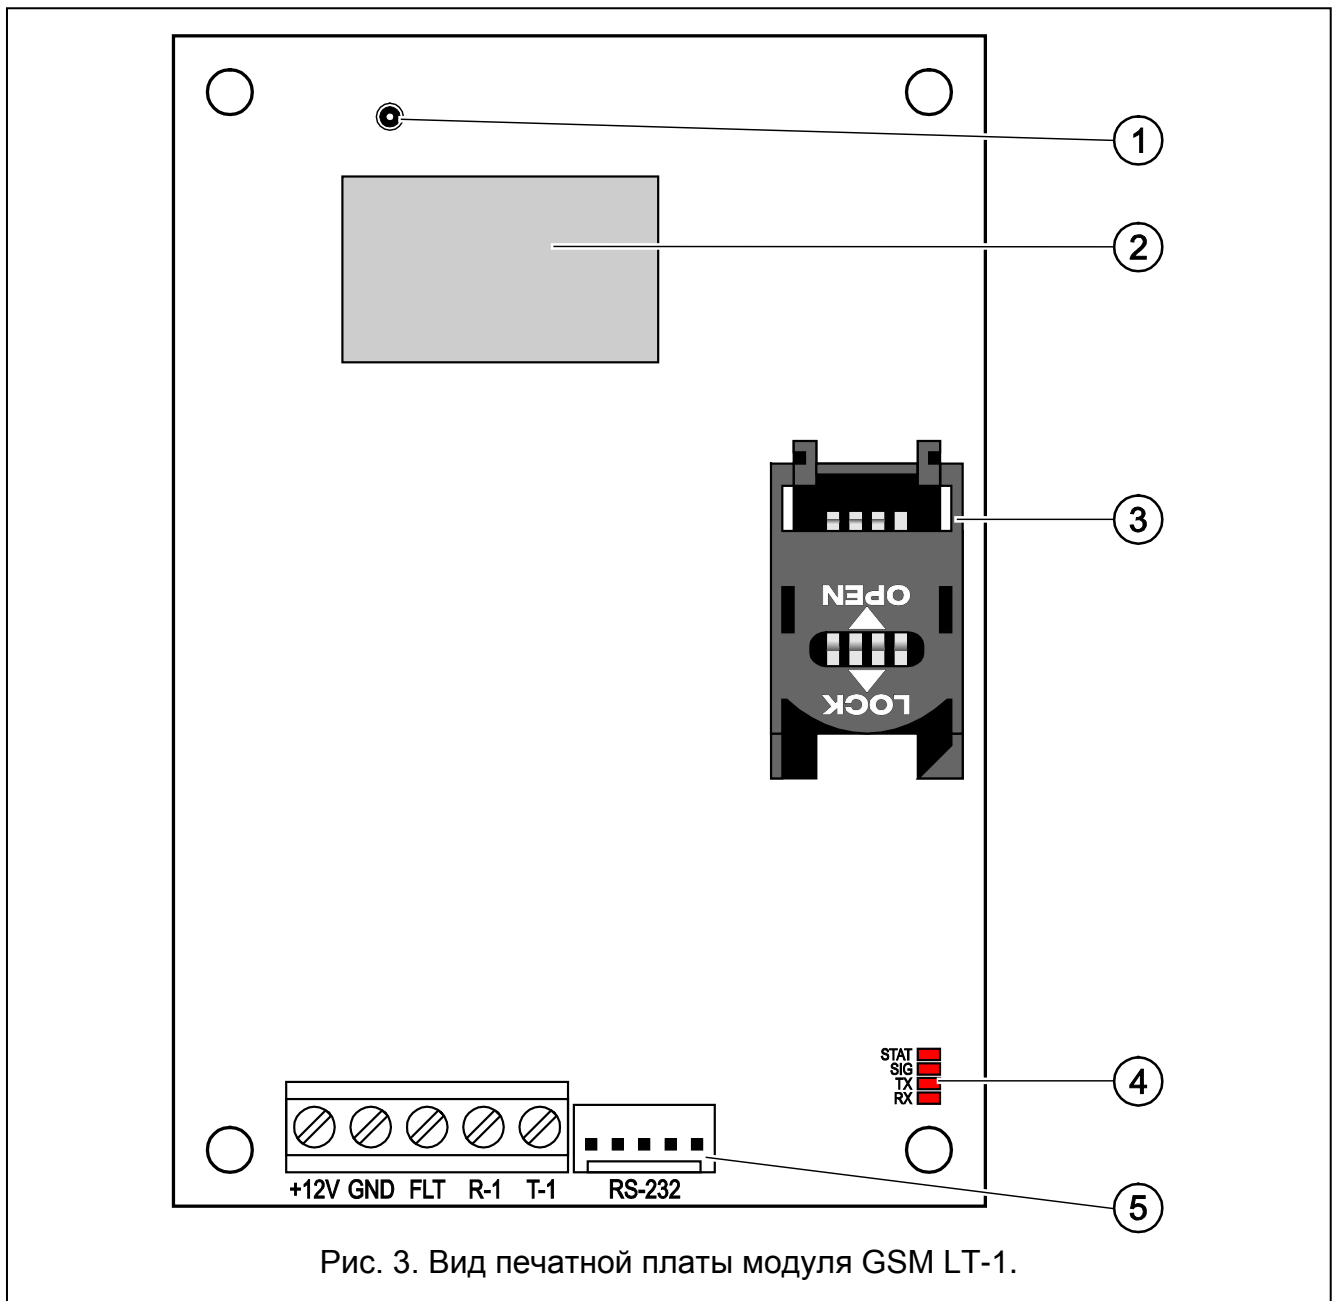 1
2
3
OPEN
LOCK
STAT
SIG
TX
RX
4
+12V GND FLT R-1 T-1 RS-232
5
Рис. 3. Вид печатной платы модуля GSM LT-1.